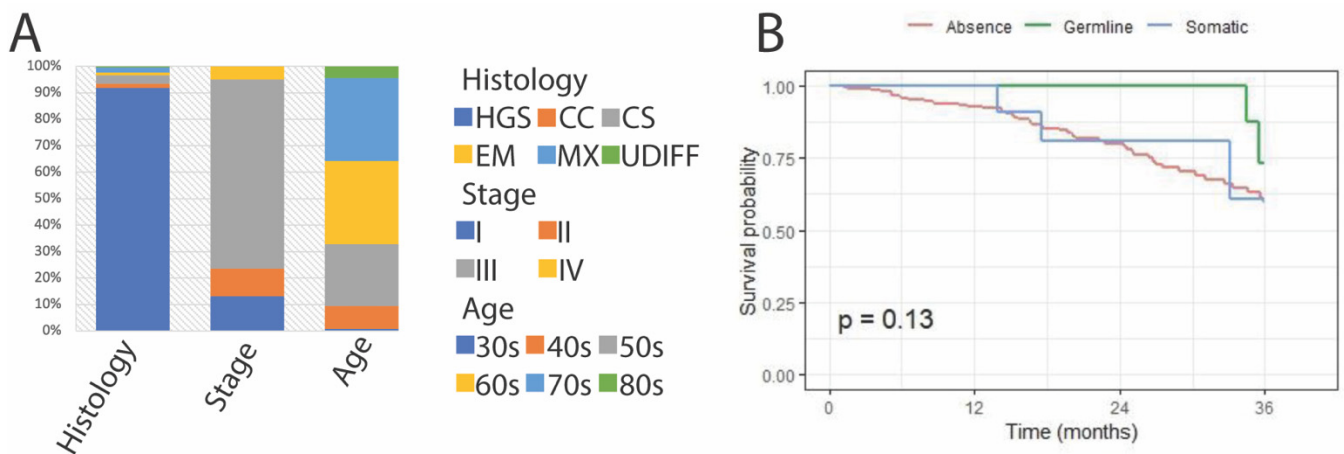 A
100%
90%
80%
70%
60%
50%
40%
30%
20%
10%
0%
Histology
Stage
Age
Histology
HGS CC CS
EM MX UDIFF
Stage
I II
III IV
Age
30s 40s 50s
60s 70s 80s
B
Absence Germline Somatic
Survival probability
1.00
0.75
0.50
0.25
0.00
p = 0.13
0 12 24 36
Time (months)